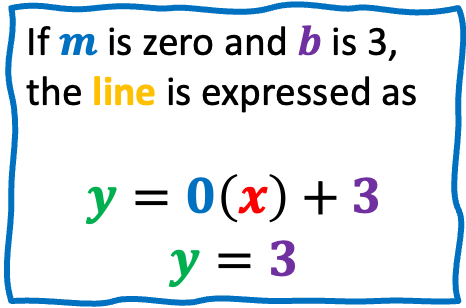 If m is zero and b is 3,
the line is expressed as
y = 0(x) + 3
y = 3